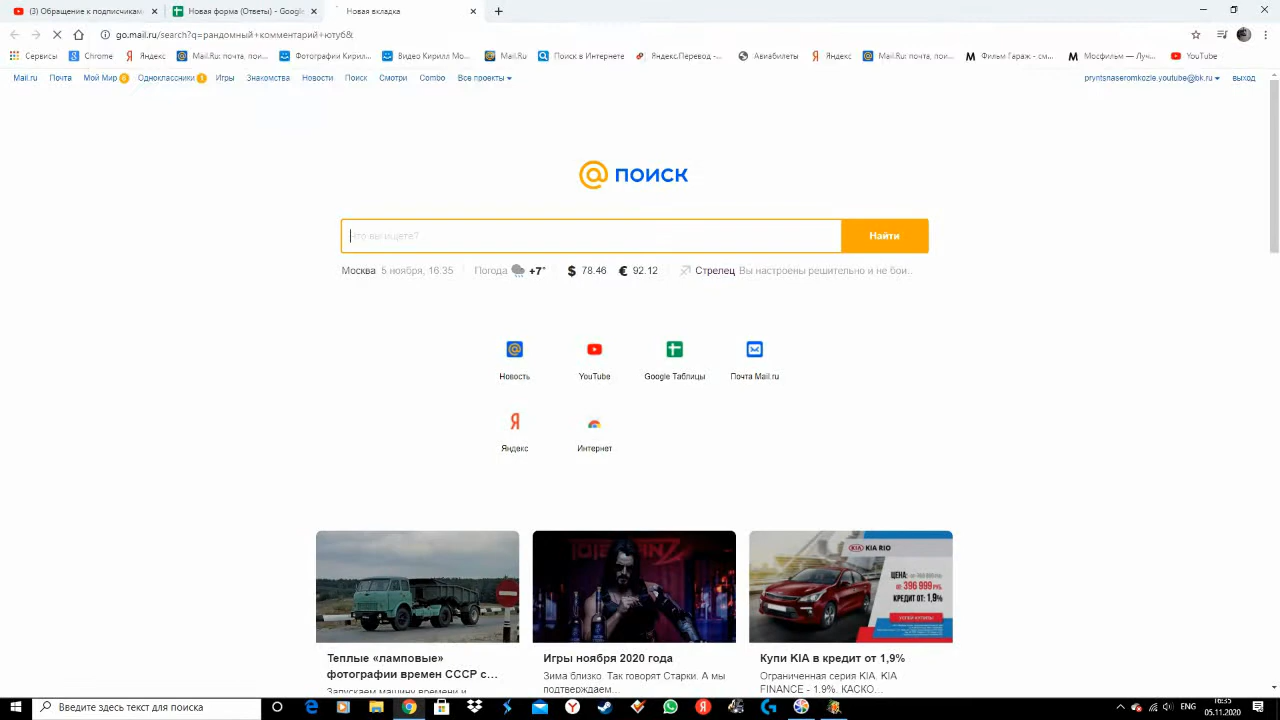 (3) Обращение к подписчикам
Новая форма (Ответы) - Google
Новая вкладка
go.mail.ru/search?q=рандомный+комментарий+ютуб&
Сервисы
Chrome
Яндекс
Mail.Ru: почта, пои...
Фотографии Кирилл...
Видео Кирилл Мо...
Mail.Ru
Поиск в Интернете
Яндекс.Перевод -...
Авиабилеты
Яндекс
Mail.Ru: почта, пои...
Фильм Гараж - см...
Мосфильм — Луч...
YouTube
Mail.ru Почта Мой Мир 6 Одноклассники 1 Игры Знакомства Новости Поиск Смотри Combo Все проекты
pryntsnaseromkozle.youtube@bk.ru выход
@ ПОИСК
Что вы ищете?
Найти
Москва 5 ноября, 16:35 Погода +7° $ 78.46 € 92.12 Стрелец Вы настроены решительно и не бои..
Новость YouTube Google Таблицы Почта Mail.ru
Яндекс Интернет
KIA RIO
ЦЕНА:
от 396 999 РУБ.
КРЕДИТ ОТ: 1,9%
Теплые «ламповые»
фотографии времен СССР с...
Запускаем машину времени и
Игры ноября 2020 года
Зима близко. Так говорят Старки. А мы
подтверждаем...
Купи KIA в кредит от 1,9%
Ограниченная серия KIA. KIA
FINANCE - 1.9%. КАСКО...
Введите здесь текст для поиска
ENG
16:35
05.11.2020